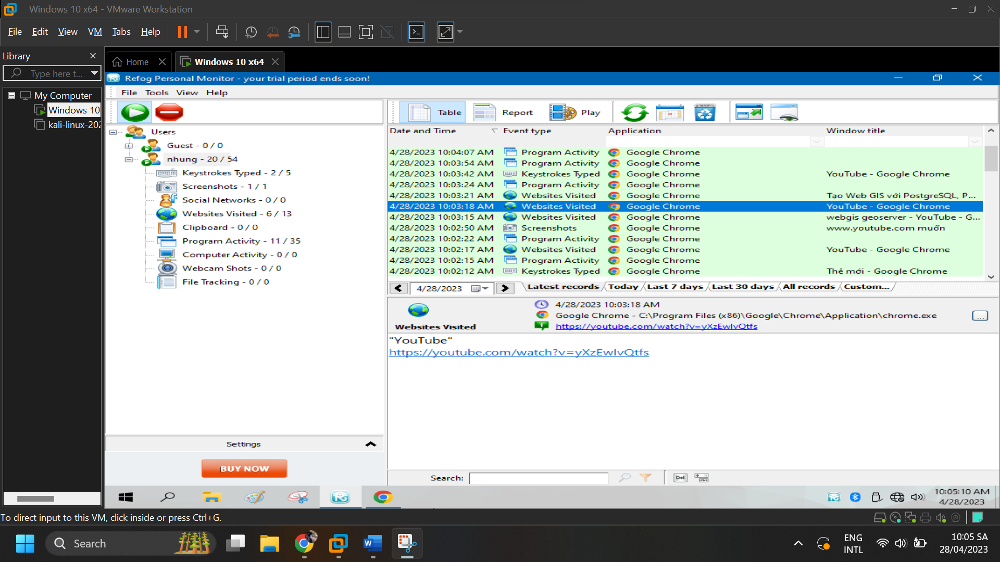 Windows 10 x64 - VMware Workstation
File Edit View VM Tabs Help
Library
Type here t...
My Computer
Windows 10
kali-linux-202
Home
Windows 10 x64
Refog Personal Monitor - your trial period ends soon!
File Tools View Help
Table Report Play
Users
Guest - 0 / 0
nhung - 20 / 54
Keystrokes Typed - 2 / 5
Screenshots - 1 / 1
Social Networks - 0 / 0
Websites Visited - 6 / 13
Clipboard - 0 / 0
Program Activity - 11 / 35
Computer Activity - 0 / 0
Webcam Shots - 0 / 0
File Tracking - 0 / 0
Settings
BUY NOW
Date and Time Event type Application Window title
4/28/2023 10:04:07 AM Program Activity Google Chrome
4/28/2023 10:03:54 AM Program Activity Google Chrome
4/28/2023 10:03:42 AM Keystrokes Typed Google Chrome YouTube - Google Chrome
4/28/2023 10:03:24 AM Program Activity Google Chrome
4/28/2023 10:03:21 AM Websites Visited Google Chrome Tạo Web GIS với PostgreSQL, P...
4/28/2023 10:03:18 AM Websites Visited Google Chrome YouTube - Google Chrome
4/28/2023 10:03:15 AM Websites Visited Google Chrome webgis geoserver - YouTube - G...
4/28/2023 10:02:50 AM Screenshots Google Chrome www.youtube.com muốn
4/28/2023 10:02:22 AM Program Activity Google Chrome
4/28/2023 10:02:17 AM Websites Visited Google Chrome YouTube - Google Chrome
4/28/2023 10:02:15 AM Program Activity Google Chrome
4/28/2023 10:02:12 AM Keystrokes Typed Google Chrome Thẻ mới - Google Chrome
4/28/2023 Latest records Today Last 7 days Last 30 days All records Custom...
Websites Visited
4/28/2023 10:03:18 AM
Google Chrome - C:\Program Files (x86)\Google\Chrome\Application\chrome.exe
...
https://youtube.com/watch?v=yXzEwIvQtfs
"YouTube"
https://youtube.com/watch?v=yXzEwIvQtfs
Search:
Del
10:05:10 AM
4/28/2023
To direct input to this VM, click inside or press Ctrl+G.
Search
ENG
INTL
10:05 SA
28/04/2023